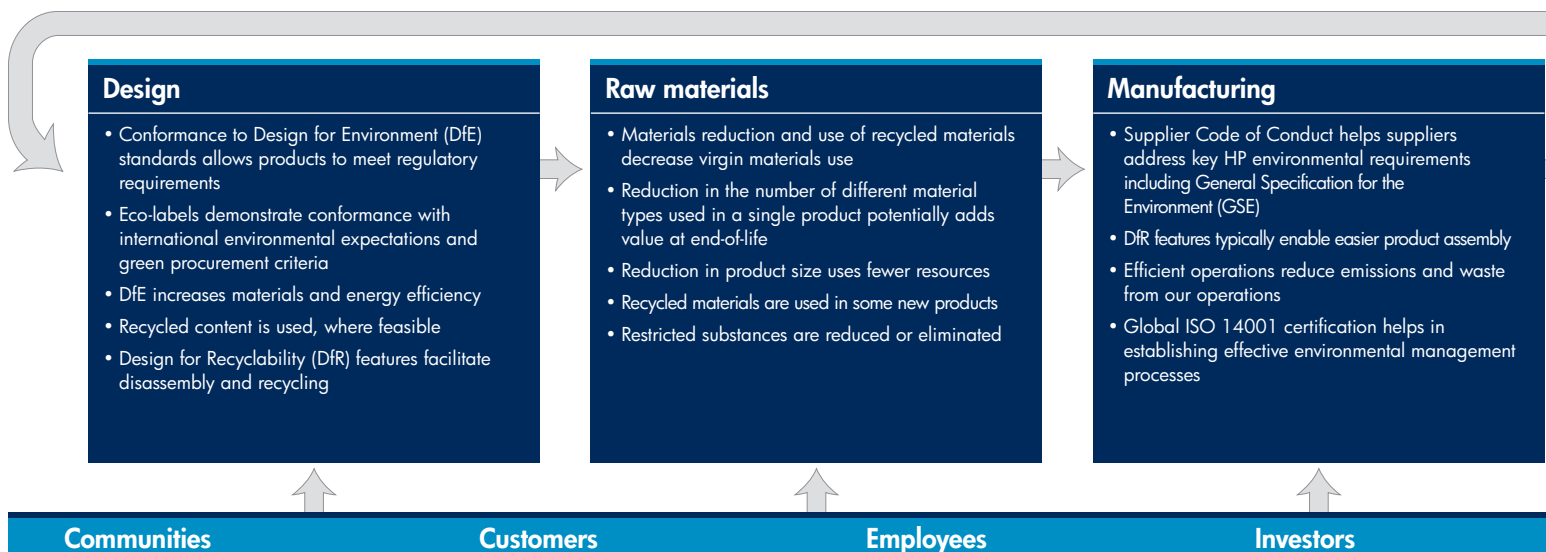 Design
• Conformance to Design for Environment (DfE)
standards allows products to meet regulatory
requirements
• Eco-labels demonstrate conformance with
international environmental expectations and
green procurement criteria
• DfE increases materials and energy efficiency
• Recycled content is used, where feasible
• Design for Recyclability (DfR) features facilitate
disassembly and recycling
Raw materials
• Materials reduction and use of recycled materials
decrease virgin materials use
• Reduction in the number of different material
types used in a single product potentially adds
value at end-of-life
• Reduction in product size uses fewer resources
• Recycled materials are used in some new products
• Restricted substances are reduced or eliminated
Manufacturing
• Supplier Code of Conduct helps suppliers
address key HP environmental requirements
including General Specification for the
Environment (GSE)
• DfR features typically enable easier product assembly
• Efficient operations reduce emissions and waste
from our operations
• Global ISO 14001 certification helps in
establishing effective environmental management
processes
Communities
Customers
Employees
Investors